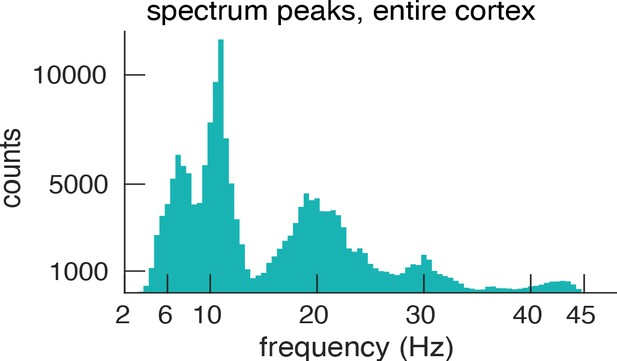 spectrum peaks, entire cortex
10000
5000
1000
counts
2 6 10 20 30 40 45
frequency (Hz)